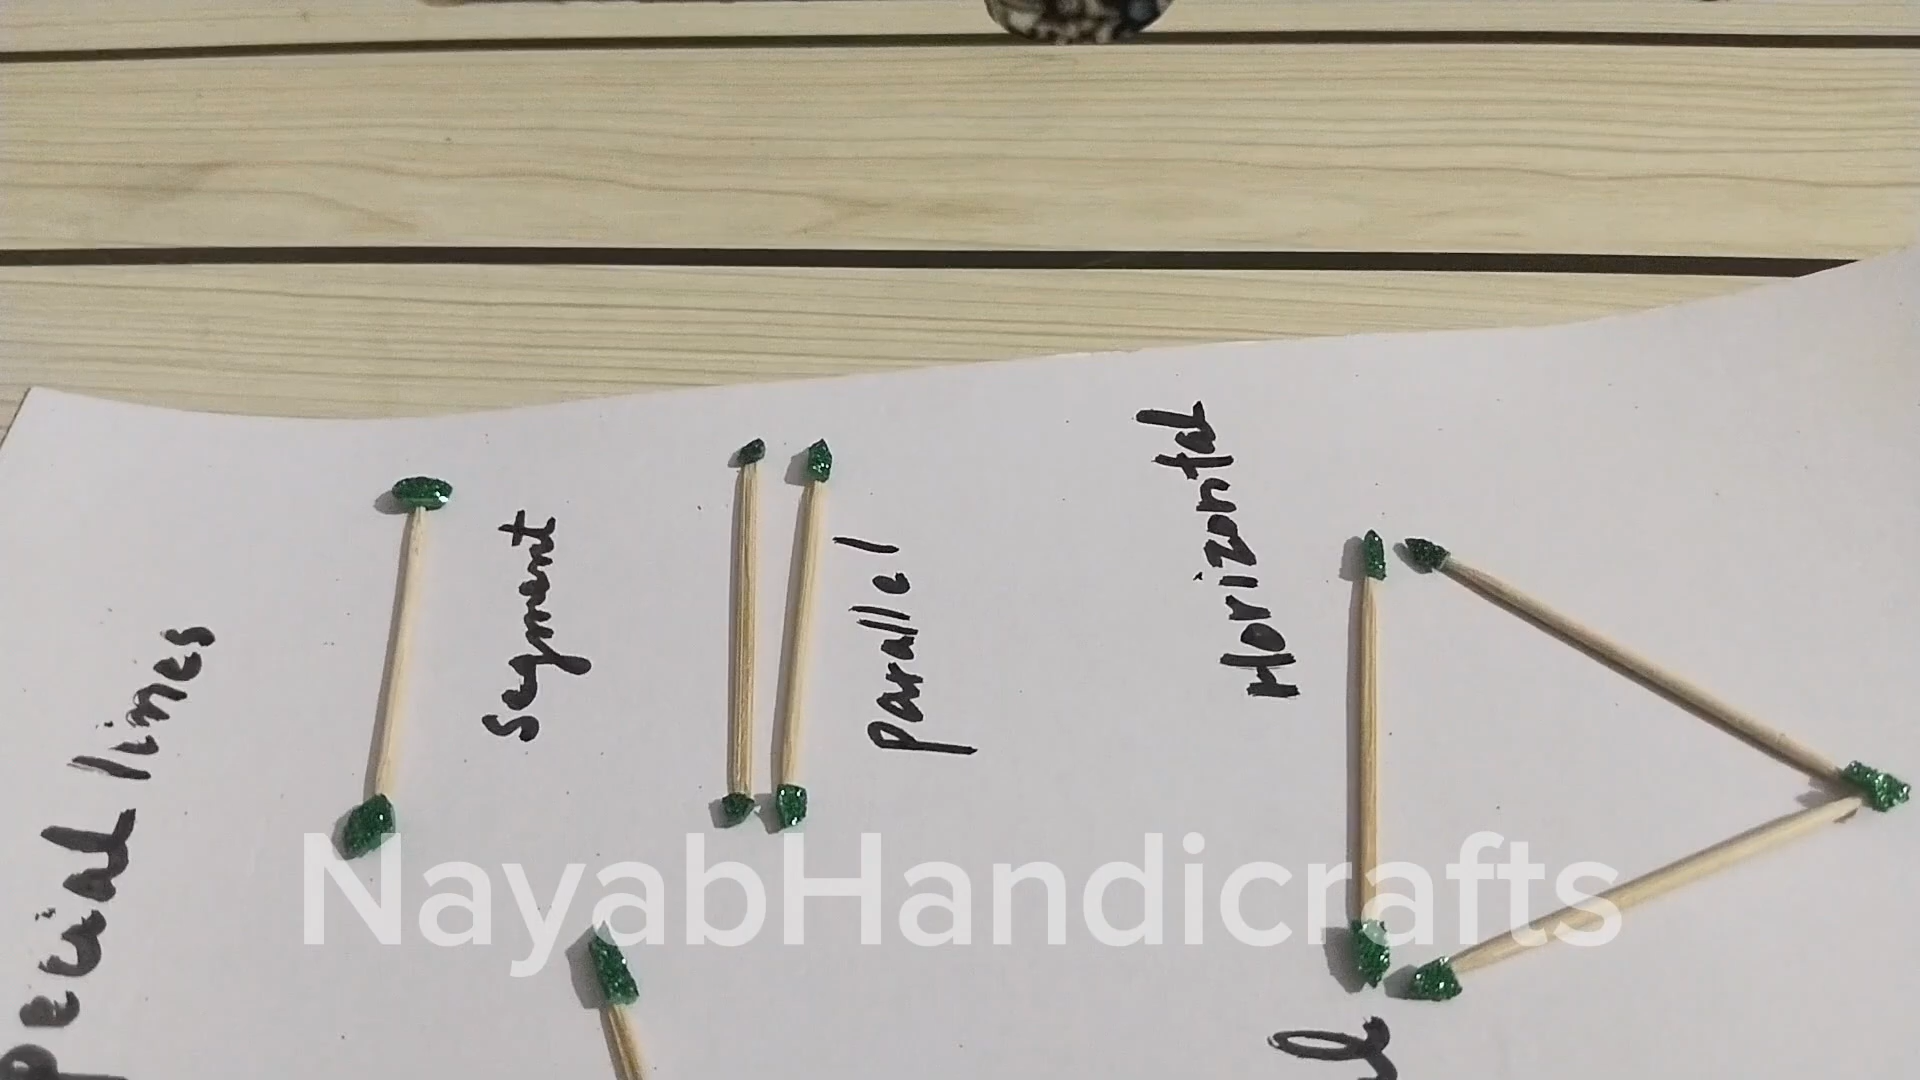 pecial lines
Segment
Parallel
Horizontal
NayabHandicrafts